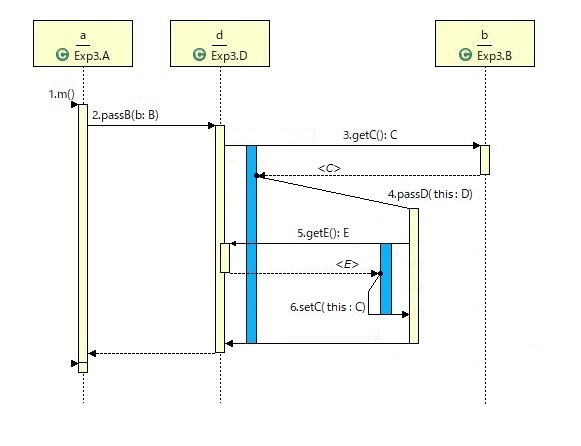 a
d
b
C Exp3.A
C Exp3.D
C Exp3.B
1.m()
2.passB(b: B)
3.getC(): C
<C>
4.passD( this : D)
5.getE(): E
<E>
6.setC( this : C)